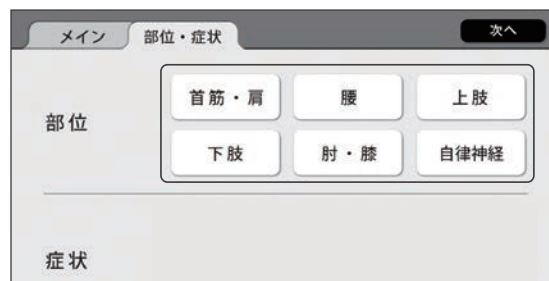 メイン 部位・症状 次へ
部位
首筋・肩 腰 上肢
下肢 肘・膝 自律神経
症状